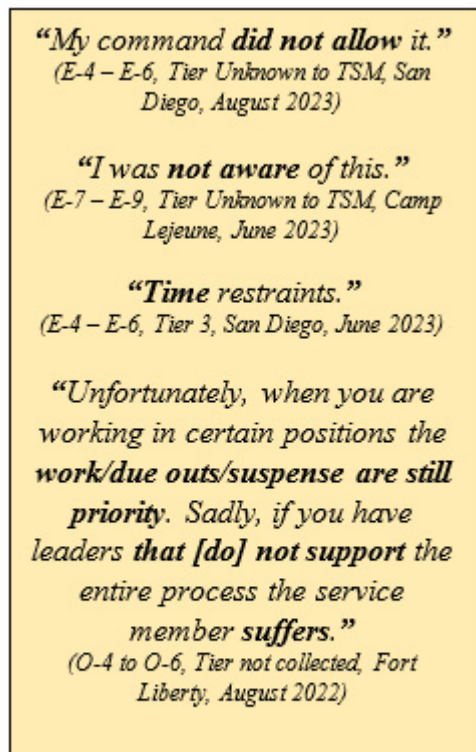 “My command did not allow it.”
(E-4 – E-6, Tier Unknown to TSM, San
Diego, August 2023)
“I was not aware of this.”
(E-7 – E-9, Tier Unknown to TSM, Camp
Lejeune, June 2023)
“Time restraints.”
(E-4 – E-6, Tier 3, San Diego, June 2023)
“Unfortunately, when you are
working in certain positions the
work/due outs/suspense are still
priority. Sadly, if you have
leaders that [do] not support the
entire process the service
member suffers.”
(O-4 to O-6, Tier not collected, Fort
Liberty, August 2022)